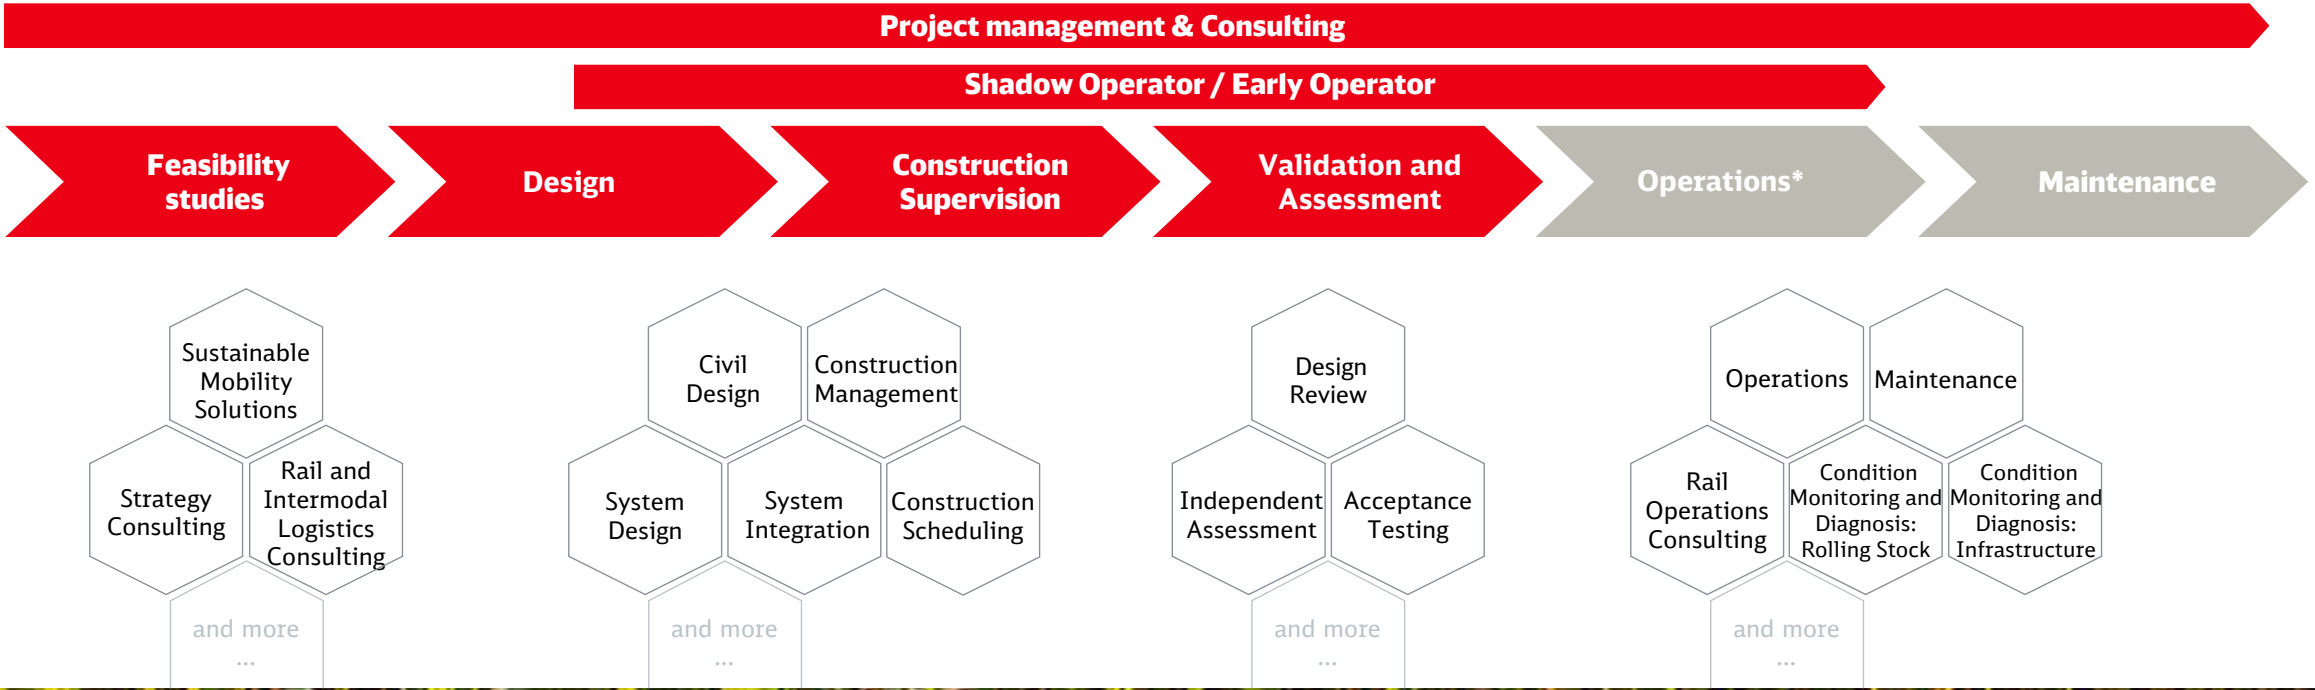 Project management & Consulting
Shadow Operator / Early Operator
Feasibility
studies
Design
Construction
Supervision
Validation and
Assessment
Operations*
Maintenance
Sustainable
Mobility
Solutions
Strategy
Consulting
Rail and
Intermodal
Logistics
Consulting
and more
...
Civil
Design
Construction
Management
System
Design
System
Integration
Construction
Scheduling
and more
...
Design
Review
Independent
Assessment
Acceptance
Testing
and more
...
Operations
Maintenance
Rail
Operations
Consulting
Condition
Monitoring and
Diagnosis:
Rolling Stock
Condition
Monitoring and
Diagnosis:
Infrastructure
and more
...